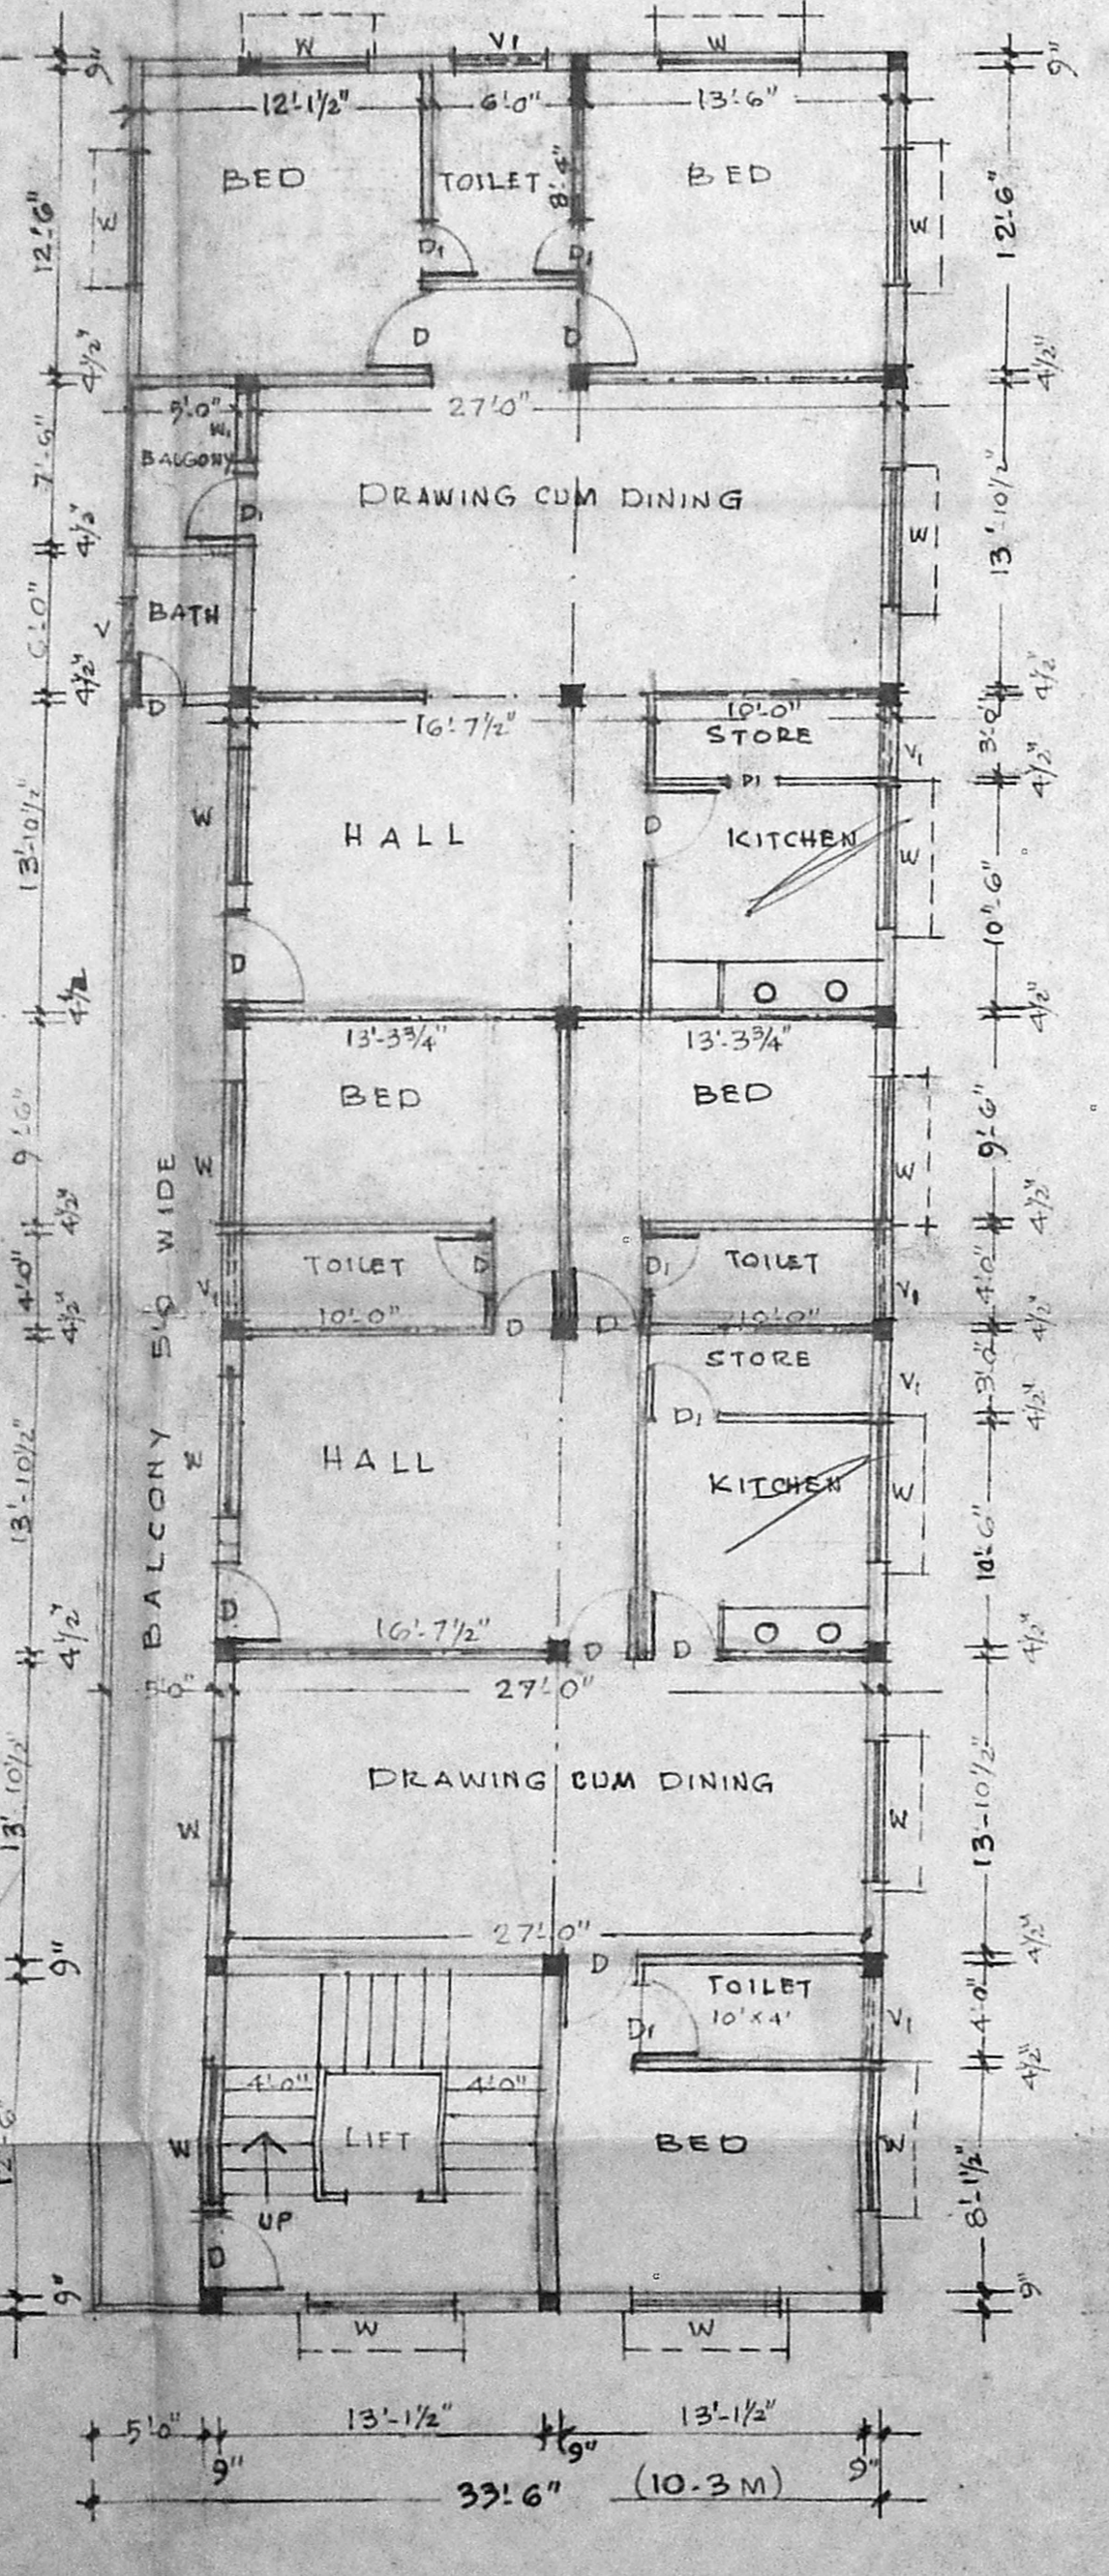 W V1 W
9" 9"
12'-1½" 6'-0" 13'-6"
BED TOILET 8'-4" BED
12'-6" W W 12'-6"
D1 D1
D D
4½" 4½"
5'-0" 27'-0"
W1
BALCONY
7'-6" DRAWING CUM DINING 13'-10½"
D1 W
4½"
6'-0" BATH
V
4½" D 4½"
16'-7½" 10'-0"
STORE V1 3'-0"
D1 4½"
13'-10½" W HALL D KITCHEN W 10'-6"
D
4½" 4½"
13'-3¾" 13'-3¾"
BED BED
9'-6" W W 9'-6"
4½" 4½"
TOILET D1 D1 TOILET
4'-0" V1 V1 4'-0"
10'-0" D D 10'-0"
4½" 4½"
STORE V1 3'-0"
D1 4½"
13'-10½" W HALL KITCHEN W 10'-6"
BALCONY 5'-0 WIDE
D
16'-7½" D D
4½" 4½"
5'-0" 27'-0"
DRAWING CUM DINING
13'-10½" W W 13'-10½"
27'-0"
9" D 4½"
TOILET
10'X4' V1 4'-0"
D1
4½"
4'-0" 4'-0"
W LIFT BED W 8'-1½"
UP
D
9" 9"
W W
5'-0" 13'-1½" 13'-1½"
9" 9" 9"
33'-6" (10-3M)